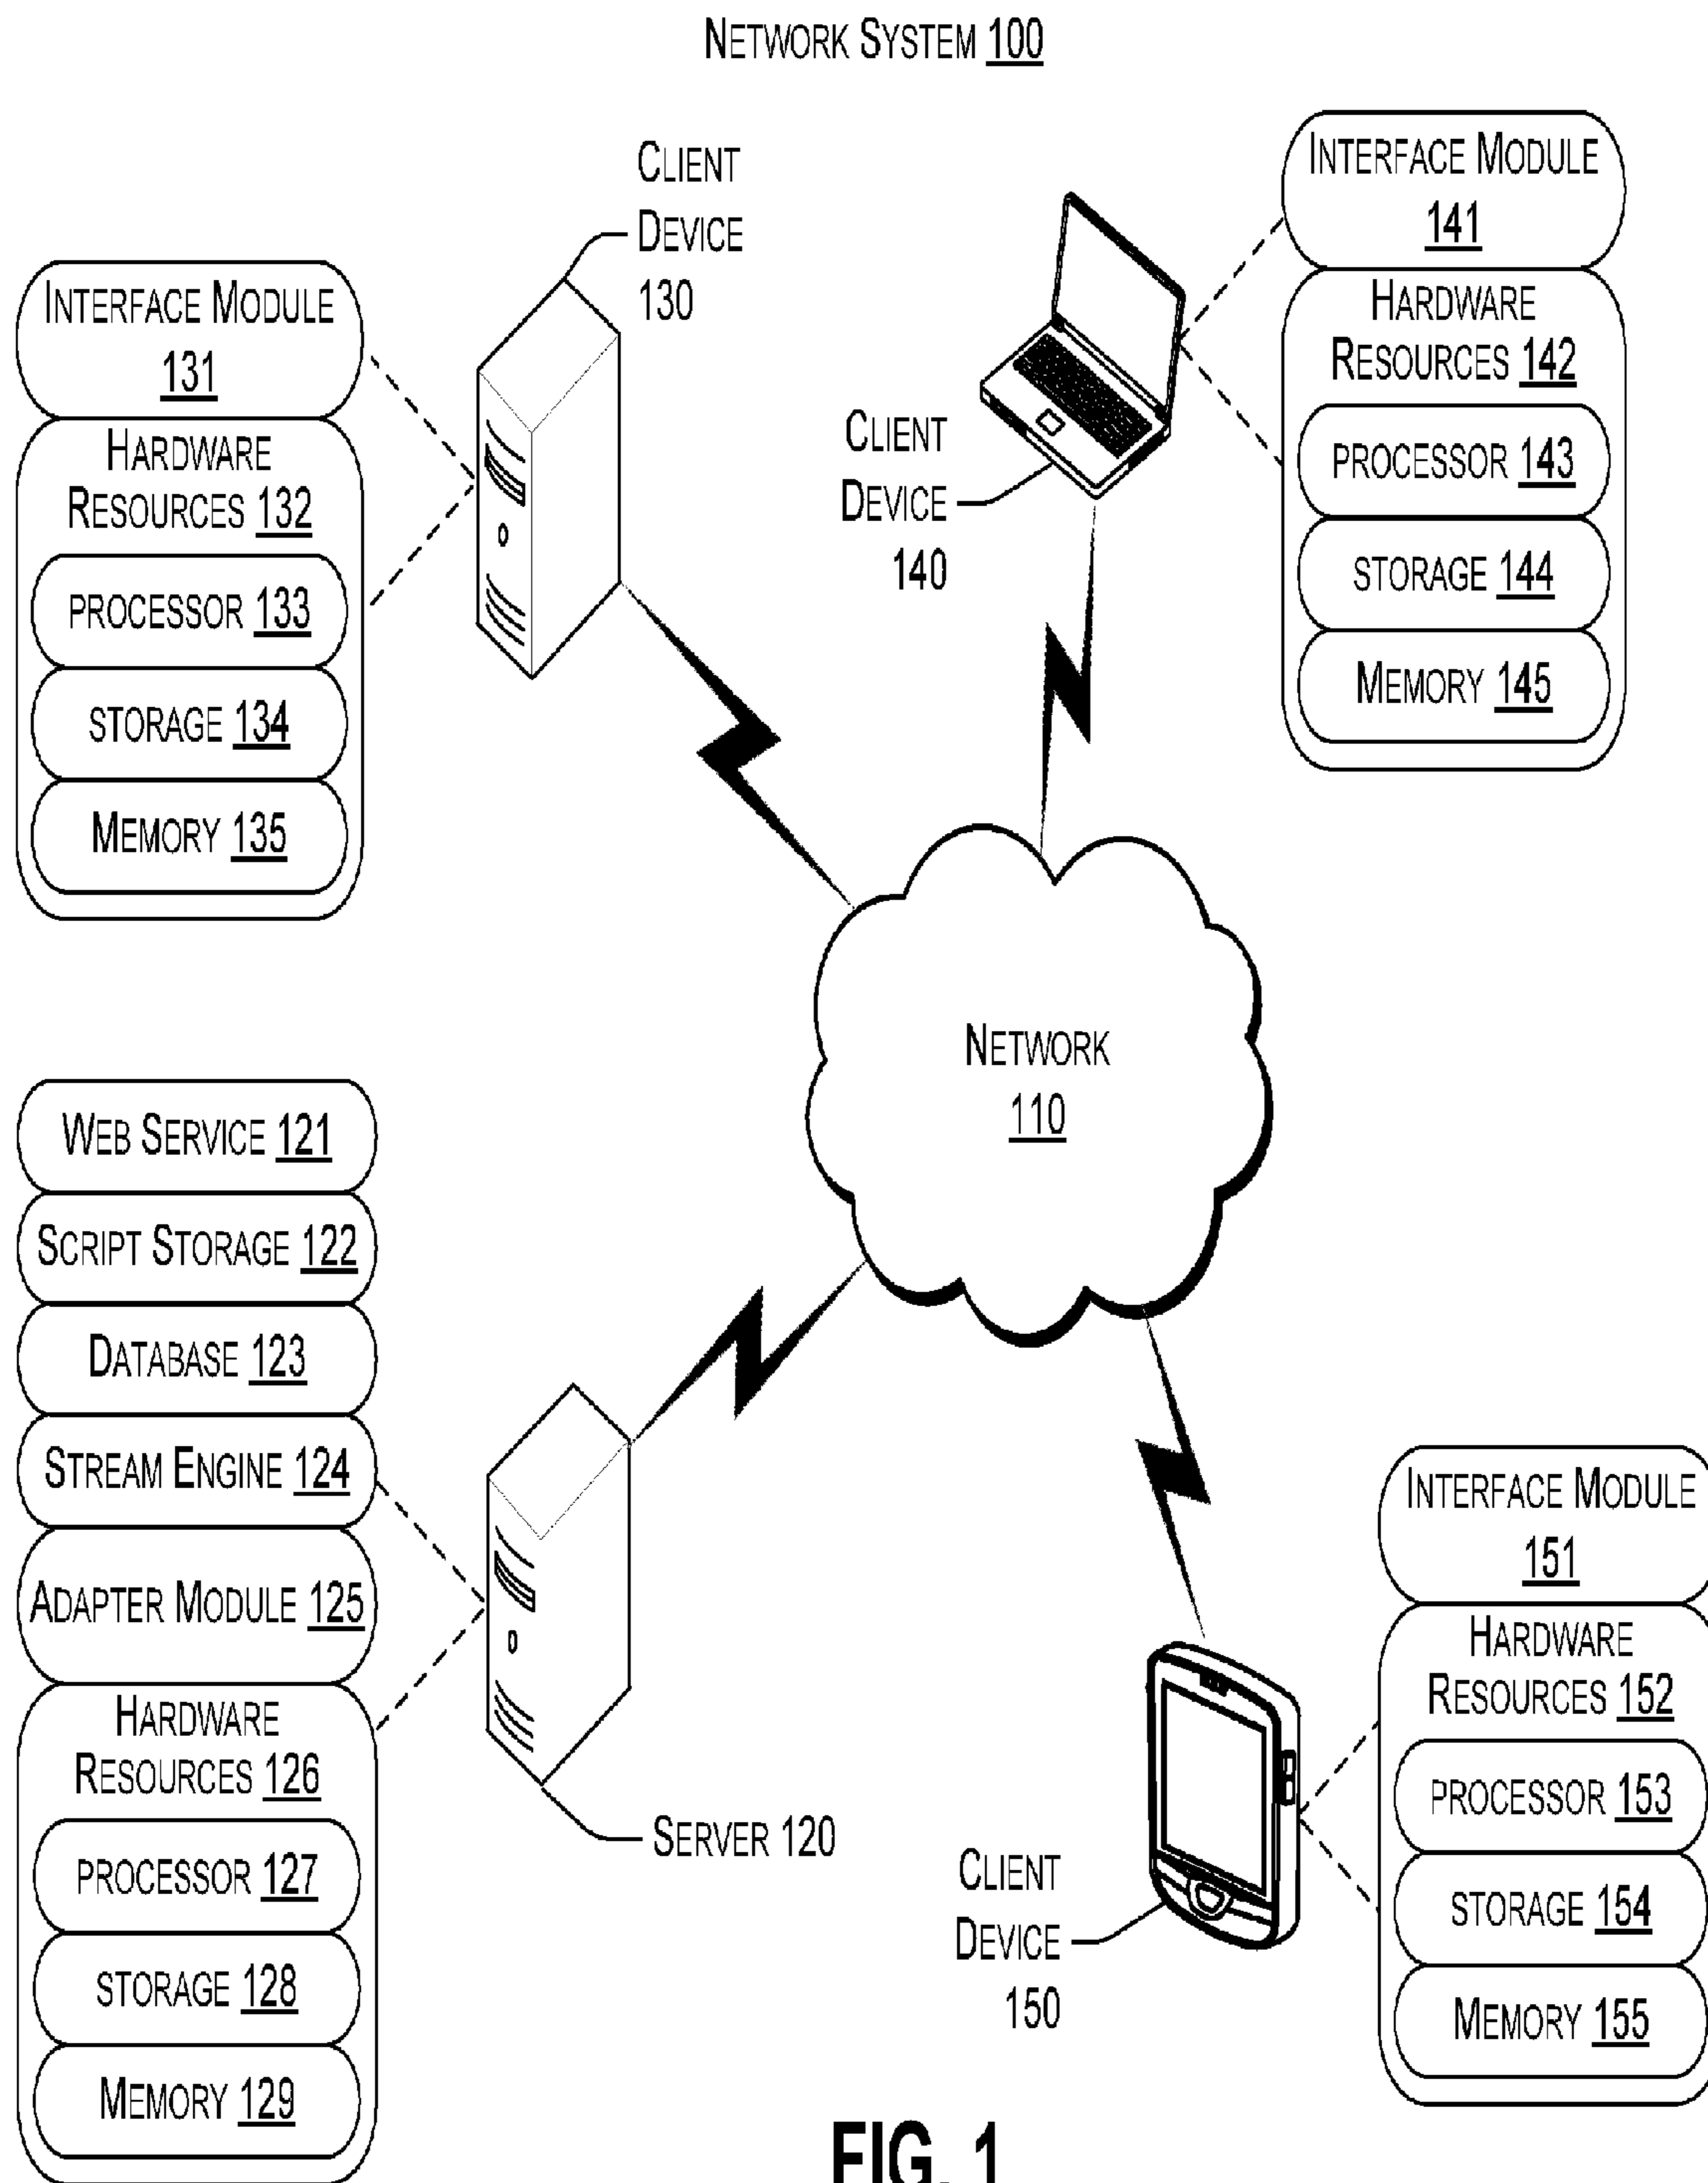 NETWORK SYSTEM 100
CLIENT
DEVICE
130
INTERFACE MODULE
131
HARDWARE
RESOURCES 132
PROCESSOR 133
STORAGE 134
MEMORY 135
INTERFACE MODULE
141
HARDWARE
RESOURCES 142
PROCESSOR 143
STORAGE 144
MEMORY 145
CLIENT
DEVICE
140
NETWORK
110
WEB SERVICE 121
SCRIPT STORAGE 122
DATABASE 123
STREAM ENGINE 124
ADAPTER MODULE 125
HARDWARE
RESOURCES 126
PROCESSOR 127
STORAGE 128
MEMORY 129
SERVER 120
INTERFACE MODULE
151
HARDWARE
RESOURCES 152
PROCESSOR 153
STORAGE 154
MEMORY 155
CLIENT
DEVICE
150
FIG. 1